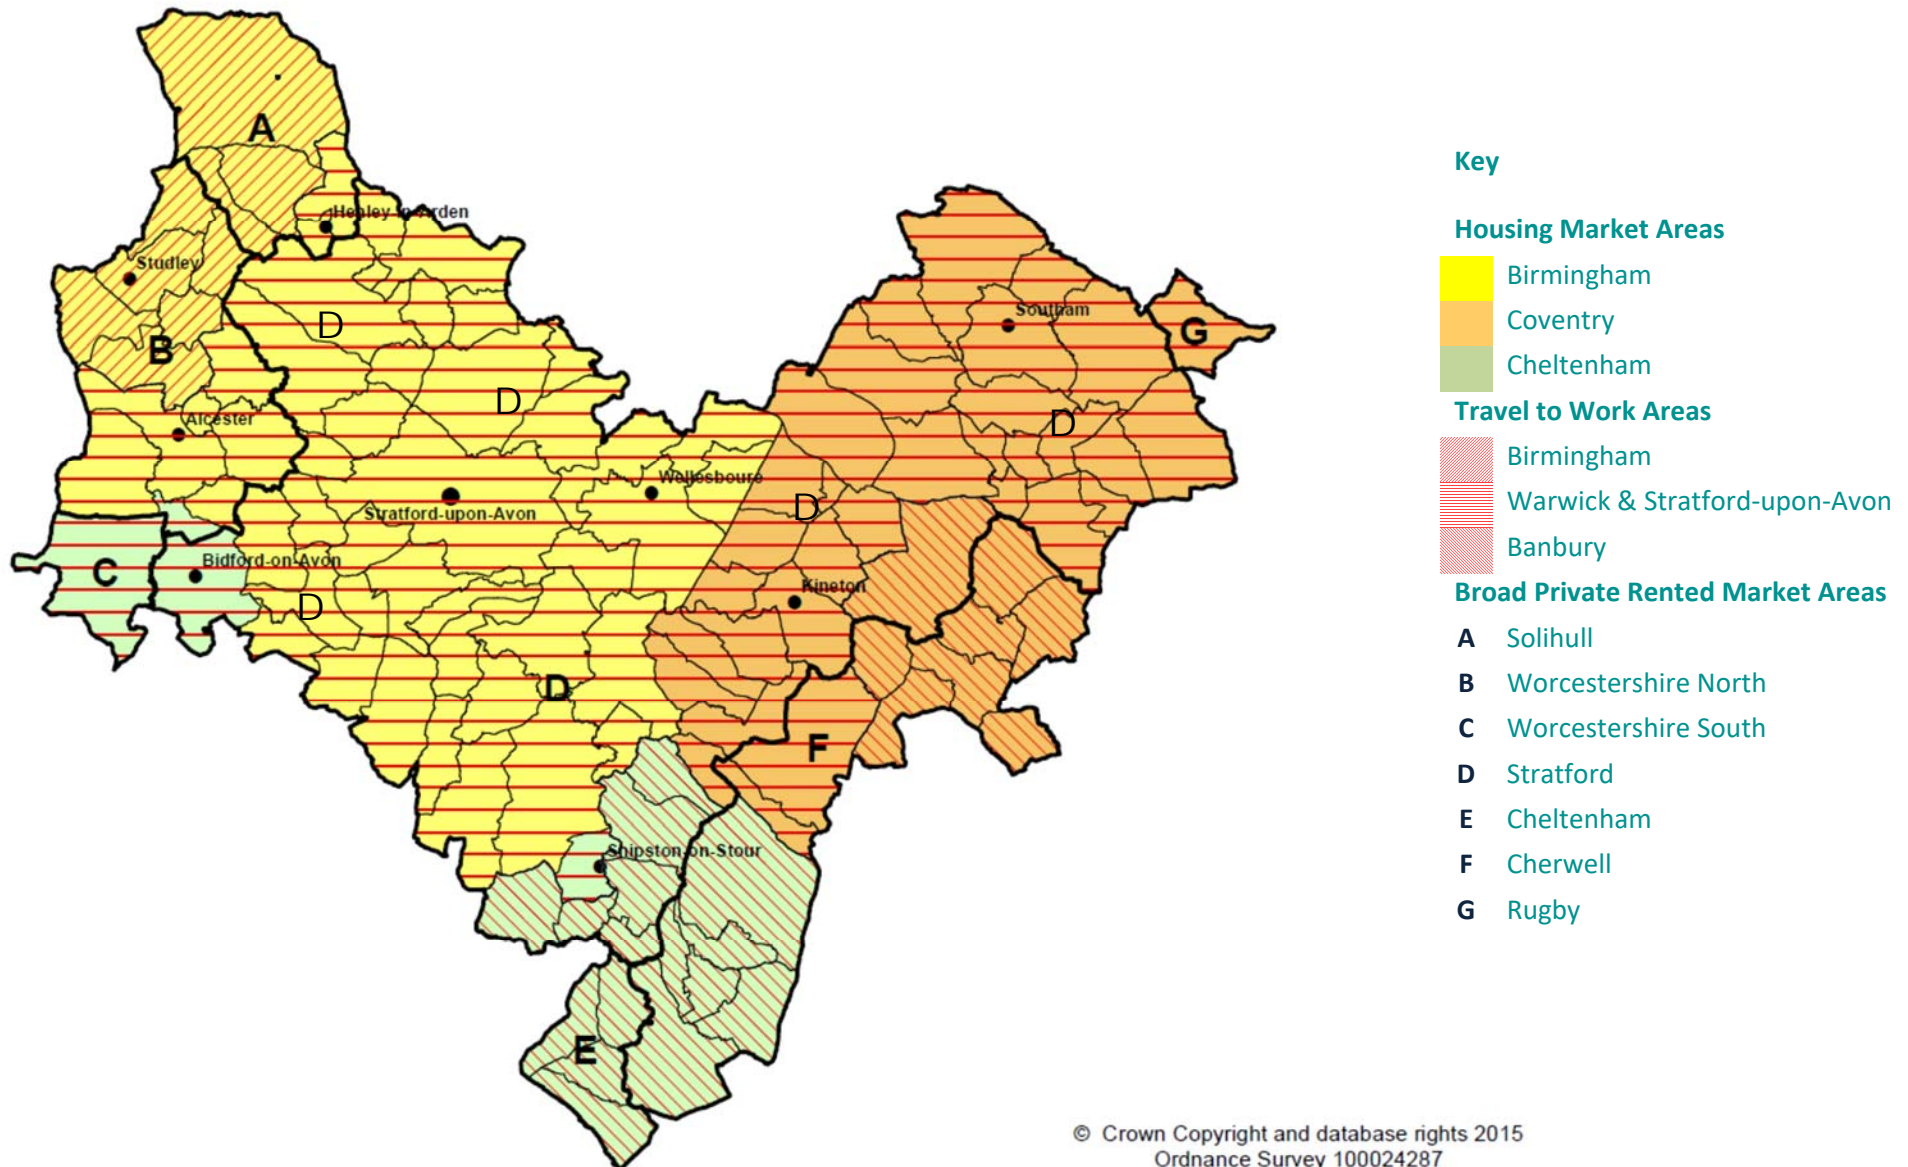 A
Henley in Arden
Studley
D
Southam
G
B
D
Alcester
D
Wellesboure
D
Stratford-upon-Avon
Bidford-on-Avon
C
Kineton
D
D
F
Shipston-on-Stour
E
Key
Housing Market Areas
Birmingham
Coventry
Cheltenham
Travel to Work Areas
Birmingham
Warwick & Stratford-upon-Avon
Banbury
Broad Private Rented Market Areas
A Solihull
B Worcestershire North
C Worcestershire South
D Stratford
E Cheltenham
F Cherwell
G Rugby
© Crown Copyright and database rights 2015
Ordnance Survey 100024287